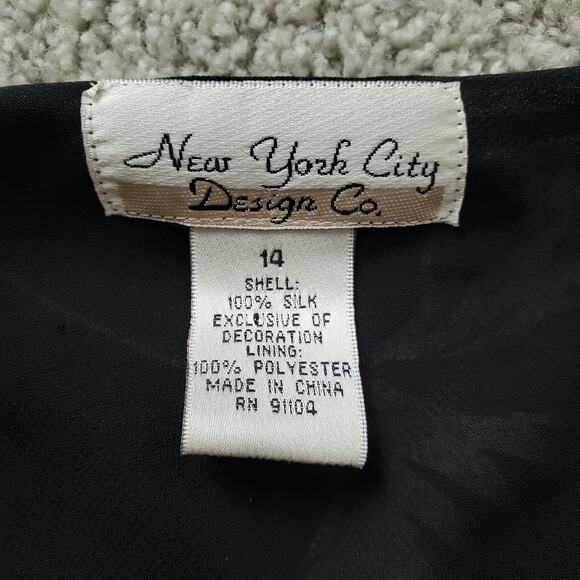 New York City
Design Co.
14
SHELL:
100% SILK
EXCLUSIVE OF
DECORATION
LINING:
100% POLYESTER
MADE IN CHINA
RN 91104